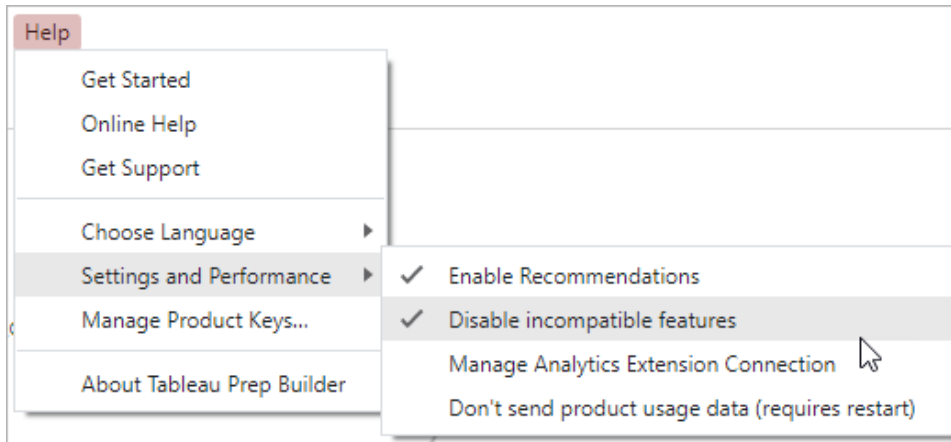 Help
Get Started
Online Help
Get Support
Choose Language
Settings and Performance
Manage Product Keys...
About Tableau Prep Builder
Enable Recommendations
Disable incompatible features
Manage Analytics Extension Connection
Don't send product usage data (requires restart)